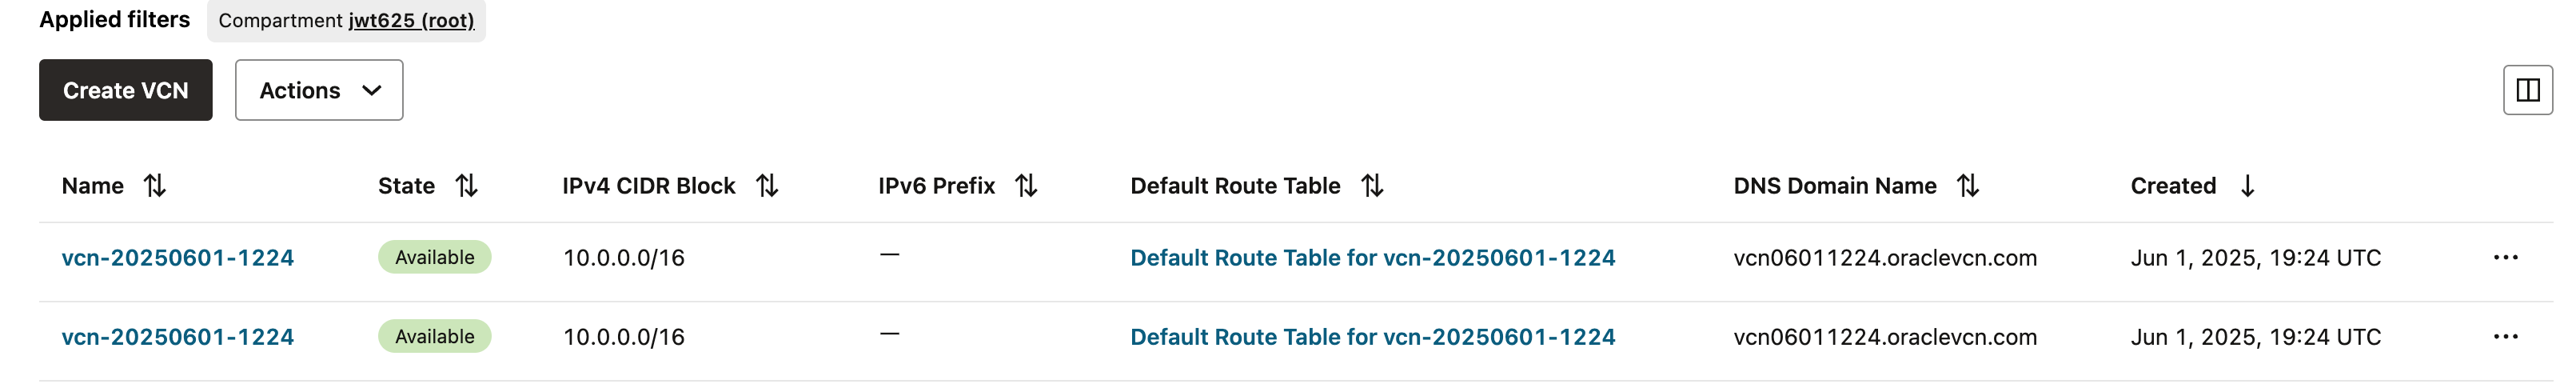 Applied filters Compartment jwt625 (root)
Create VCN Actions
Name State IPv4 CIDR Block IPv6 Prefix Default Route Table DNS Domain Name Created
vcn-20250601-1224 Available 10.0.0.0/16 — Default Route Table for vcn-20250601-1224 vcn06011224.oraclevcn.com Jun 1, 2025, 19:24 UTC
vcn-20250601-1224 Available 10.0.0.0/16 — Default Route Table for vcn-20250601-1224 vcn06011224.oraclevcn.com Jun 1, 2025, 19:24 UTC